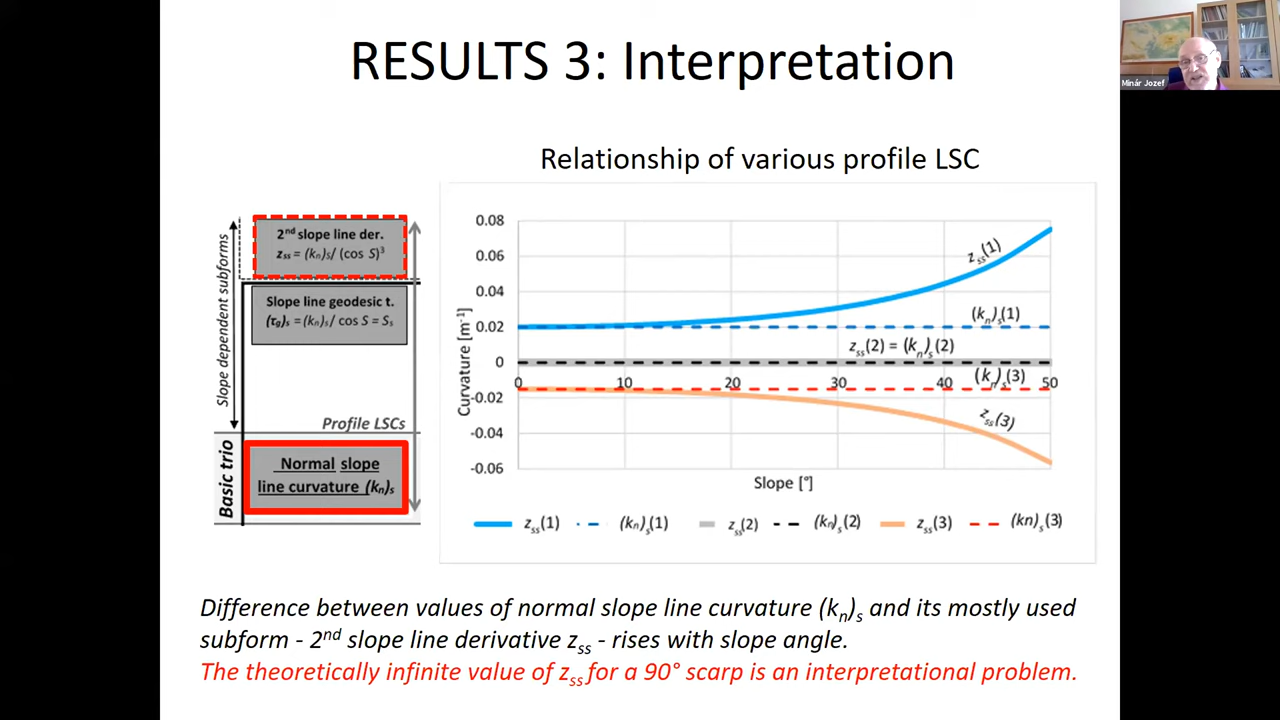 RESULTS 3: Interpretation
Minár Jozef
Relationship of various profile LSC
Slope dependent subforms
2nd slope line der.
zss = (kn)s/ (cos S)³
Slope line geodesic t.
(τg)s = (kn)s/ cos S = Ss
Profile LSCs
Basic trio
Normal slope
line curvature (kn)s
Curvature [m⁻¹]
0.08
0.06
0.04
0.02
0
-0.02
-0.04
-0.06
zss(1)
(kn)s(1)
zss(2) = (kn)s(2)
(kn)s(3)
zss(3)
0 10 20 30 40 50
Slope [°]
zss(1) (kn)s(1) zss(2) (kn)s(2) zss(3) (kn)s(3)
Difference between values of normal slope line curvature (kn)s and its mostly used
subform - 2nd slope line derivative zss - rises with slope angle.
The theoretically infinite value of zss for a 90° scarp is an interpretational problem.